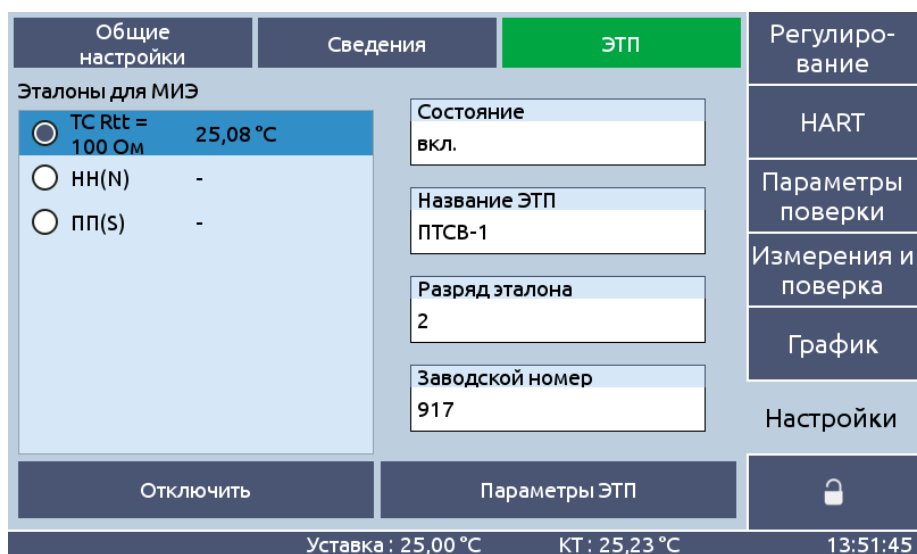 Общие
настройки
Сведения
ЭТП
Регулиро-
вание
Эталоны для МИЭ
ТС Rtt =
100 Ом
25,08 °C
НН(N)
-
ПП(S)
-
Состояние
вкл.
Название ЭТП
ПТСВ-1
Разряд эталона
2
Заводской номер
917
HART
Параметры
поверки
Измерения и
поверка
График
Настройки
Отключить
Параметры ЭТП
Уставка : 25,00 °C
КТ : 25,23 °C
13:51:45